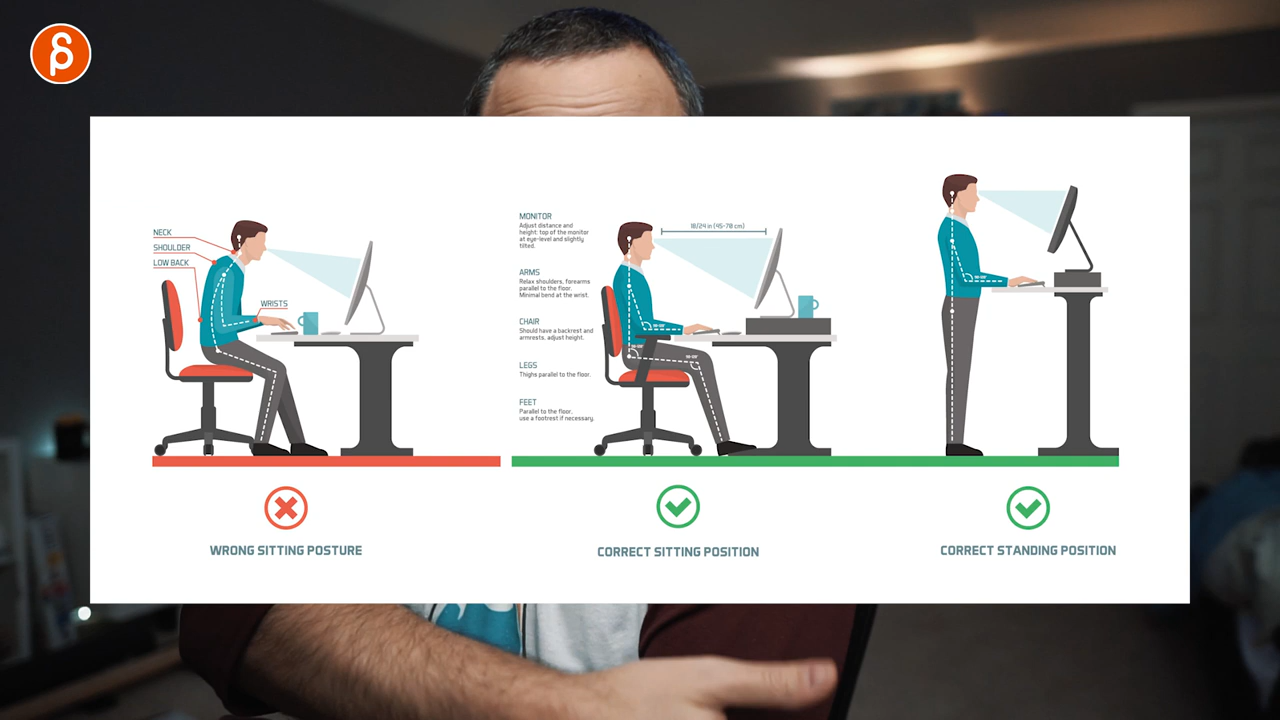 NECK
SHOULDER
LOW BACK
WRISTS
MONITOR
Adjust distance and
height: top of the monitor
at eye-level and slightly
tilted.
ARMS
Relax shoulders, forearms
parallel to the floor.
Minimal bend at the wrist.
CHAIR
Should have a backrest and
armrests, adjust height.
LEGS
Thighs parallel to the floor.
FEET
Parallel to the floor,
use a footrest if necessary.
18/24 in (45-78 cm)
WRONG SITTING POSTURE
CORRECT SITTING POSITION
CORRECT STANDING POSITION